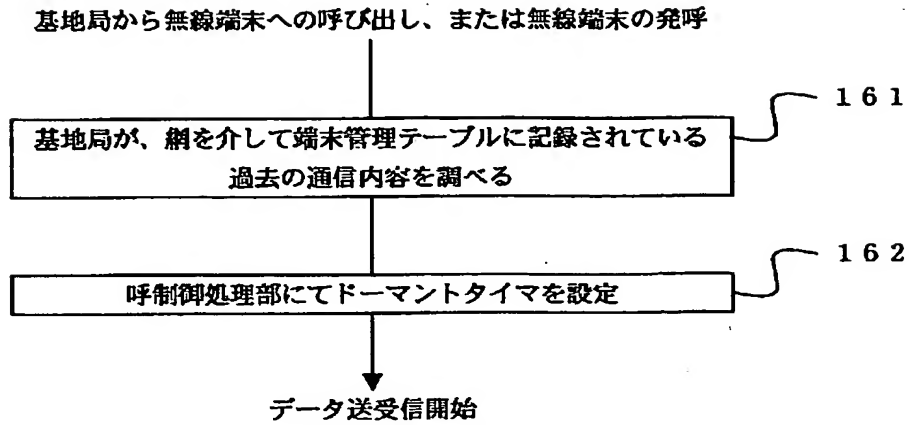 基地局から無線端末への呼び出し、または無線端末の発呼
161
基地局が、網を介して端末管理テーブルに記録されている
過去の通信内容を調べる
162
呼制御処理部にてドーマントタイマを設定
データ送受信開始